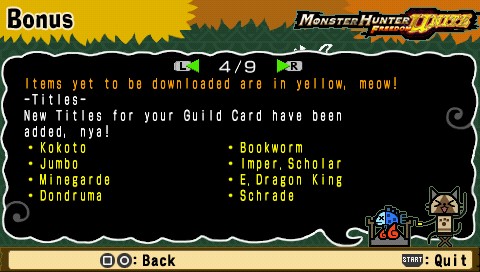 Bonus
MONSTER HUNTER
FREEDOM UNITE
L 4/9 R
Items yet to be downloaded are in yellow, meow!
-Titles-
New Titles for your Guild Card have been
added, nya!
・Kokoto ・Bookworm
・Jumbo ・Imper,Scholar
・Minegarde ・E,Dragon King
・Dondruma ・Schrade
: Back
START: Quit